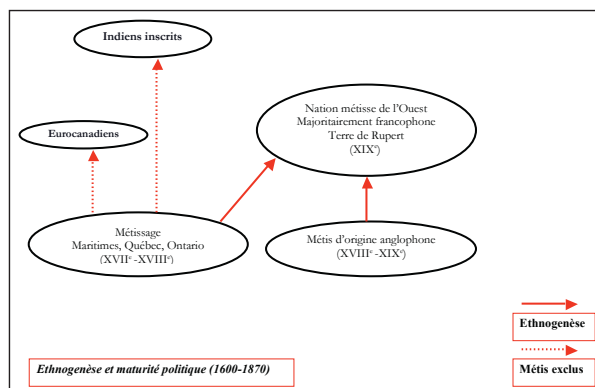 Indiens inscrits
Nation métisse de l'Ouest
Majoritairement francophone
Terre de Rupert
(XIXᵉ)
Eurocanadiens
Métissage
Maritimes, Québec, Ontario
(XVIIᵉ -XVIIIᵉ)
Métis d'origine anglophone
(XVIIIᵉ -XIXᵉ)
Ethnogenèse
Ethnogenèse et maturité politique (1600-1870)
Métis exclus